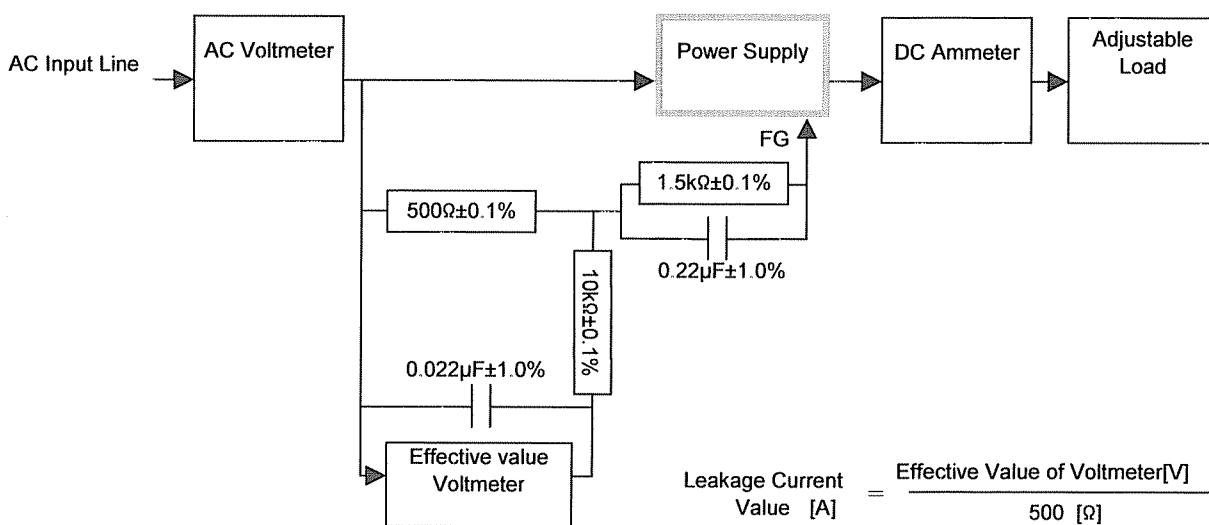 AC Input Line
AC Voltmeter
Power Supply
DC Ammeter
Adjustable
Load
FG
500Ω±0.1%
1.5kΩ±0.1%
0.22µF±1.0%
10kΩ±0.1%
0.022µF±1.0%
Effective value
Voltmeter
Leakage Current
Value [A]
=
Effective Value of Voltmeter[V]
500 [Ω]